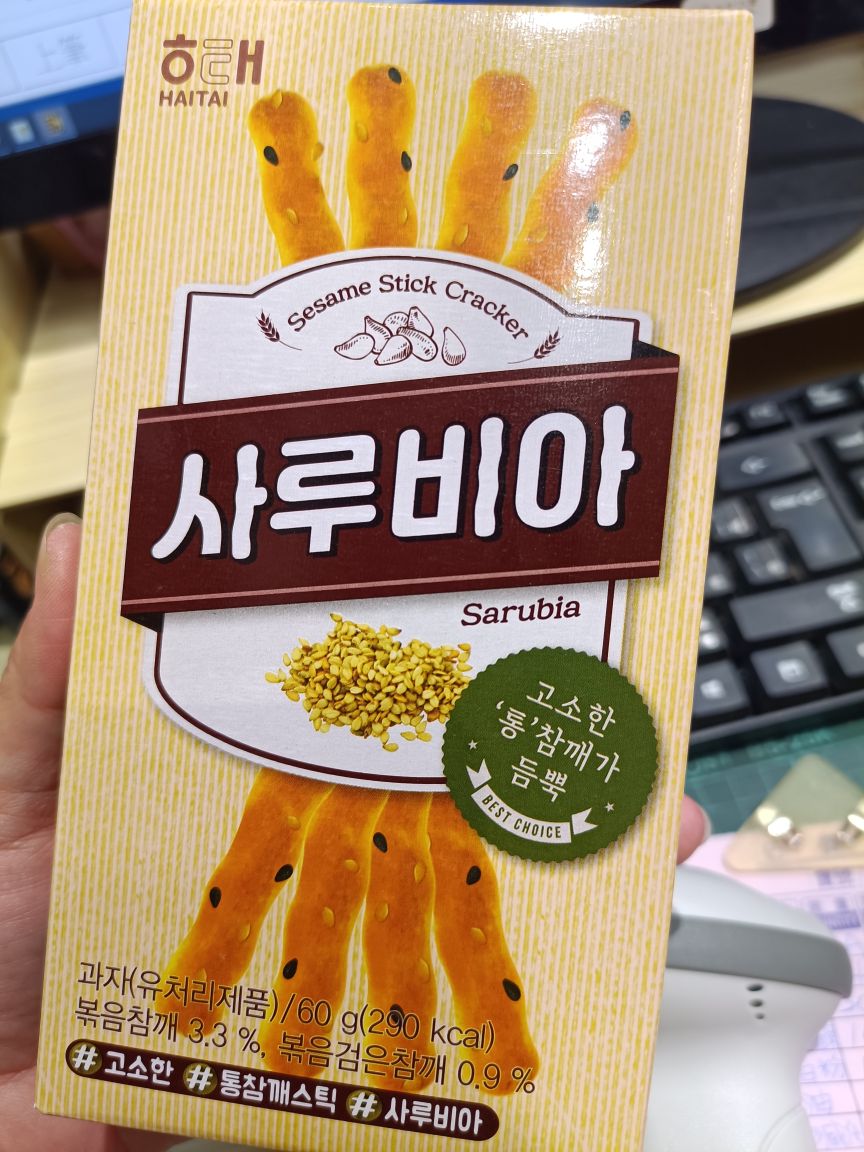 해태
HAITAI
Sesame Stick Cracker
사루비아
Sarubia
고소한
‘통’참깨가
듬뿍
BEST CHOICE
과자(유처리제품)/60 g(290 kcal)
볶음참깨 3.3 %, 볶음검은참깨 0.9 %
# 고소한 # 통참깨스틱 # 사루비아